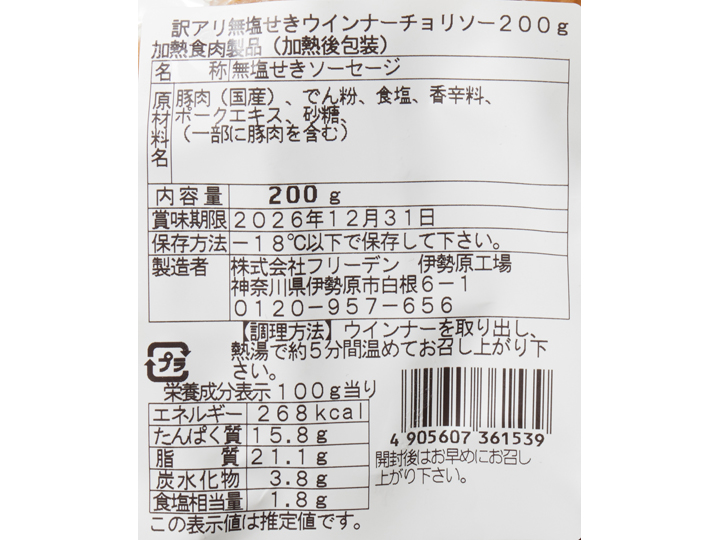 訳アリ無塩せきウインナーチョリソー200g
加熱食肉製品(加熱後包装)
名 称 無塩せきソーセージ
原材料名 豚肉(国産)、でん粉、食塩、香辛料、
ポークエキス、砂糖、
(一部に豚肉を含む)
内容量 200g
賞味期限 2026年12月31日
保存方法 -18℃以下で保存して下さい。
製造者 株式会社フリーデン 伊勢原工場
神奈川県伊勢原市白根6-1
0120-957-656
【調理方法】ウインナーを取り出し、
熱湯で約5分間温めてお召し上がり下
さい。
プラ
栄養成分表示100g当り
エネルギー 268kcal
たんぱく質 15.8g
脂 質 21.1g
炭水化物 3.8g
食塩相当量 1.8g
この表示値は推定値です。
4 905607 361539
開封後はお早めにお召し
上がり下さい。